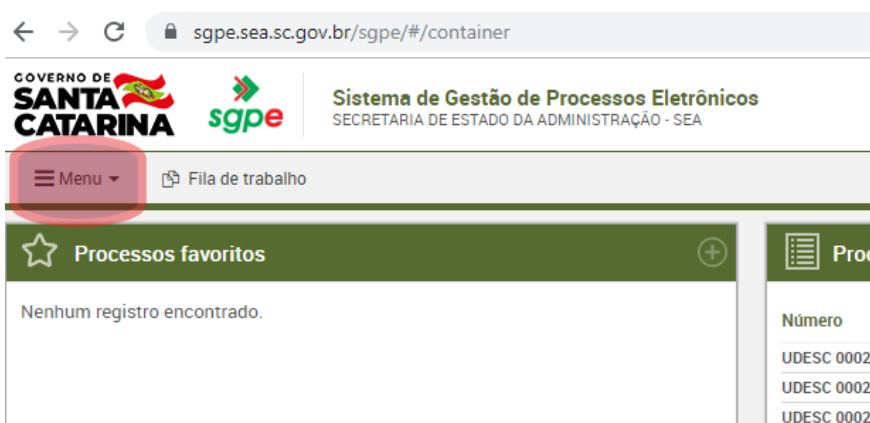 sgpe.sea.sc.gov.br/sgpe/#/container
GOVERNO DE
SANTA
CATARINA
sgpe
Sistema de Gestão de Processos Eletrônicos
SECRETARIA DE ESTADO DA ADMINISTRAÇÃO - SEA
Menu
Fila de trabalho
Processos favoritos
Proc
Nenhum registro encontrado.
Número
UDESC 0002
UDESC 0002
UDESC 0002